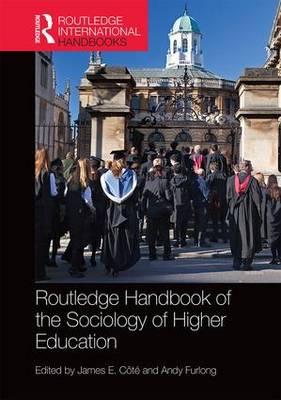 ROUTLEDGE
INTERNATIONAL
HANDBOOKS
Routledge Handbook of
the Sociology of Higher
Education
Edited by James E. Côté and Andy Furlong